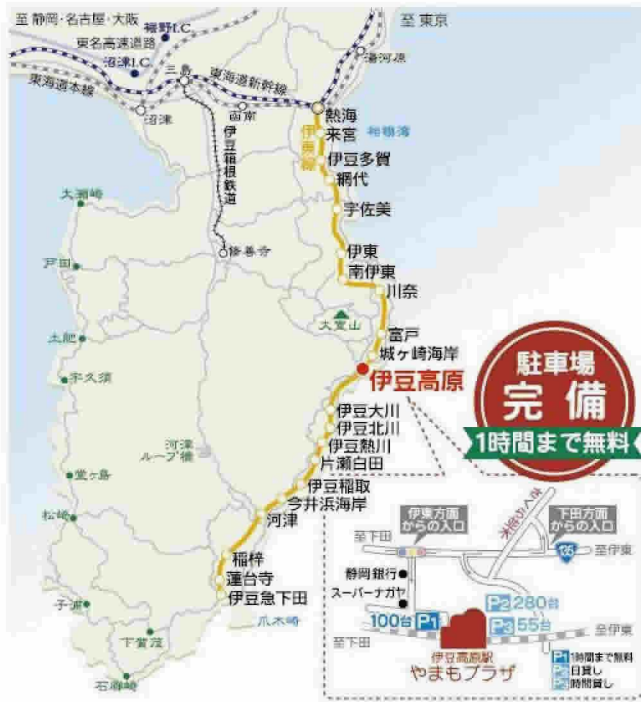 至 静岡・名古屋・大阪
至 東京
裾野I.C.
東名高速道路
沼津I.C.
三島
東海道新幹線
湯河原
東海道本線
沼津
函南
熱海
来宮
相模湾
伊東線
伊豆多賀
網代
宇佐美
伊豆箱根鉄道
大瀬崎
伊東
修善寺
戸田
南伊東
川奈
大室山
富戸
土肥
城ヶ崎海岸
伊豆高原
宇久須
駐車場
完備
1時間まで無料
伊豆大川
伊豆北川
伊豆熱川
片瀬白田
河津
ループ橋
堂ヶ島
伊豆稲取
今井浜海岸
河津
松崎
稲梓
蓮台寺
伊豆急下田
子浦
爪木崎
下賀茂
石廊崎
伊東方面
からの入口
さくら並木
下田方面
からの入口
至下田
135
至伊東
静岡銀行
スーパーナガヤ
100台 P1
P2 280台
P3 55台
至下田
至伊東
伊豆高原駅
やまもプラザ
P1 1時間まで無料
P2 日貸し
P3 時間貸し